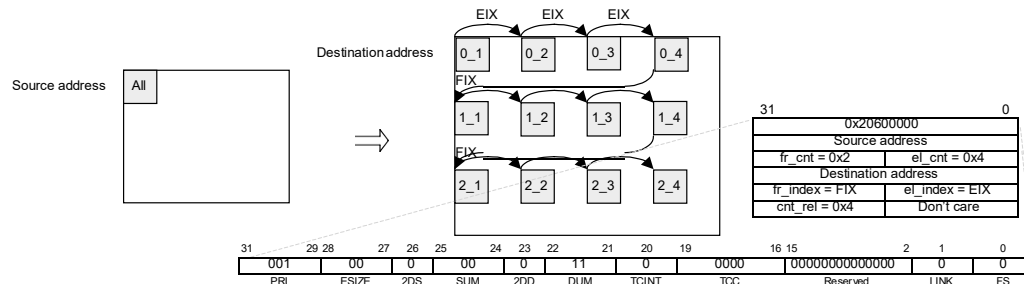 EIX EIX EIX
Destination address
0_1 0_2 0_3 0_4
Source address
All
FIX
1_1 1_2 1_3 1_4
FIX
2_1 2_2 2_3 2_4
31 0
0x20600000
Source address
fr_cnt = 0x2 el_cnt = 0x4
Destination address
fr_index = FIX el_index = EIX
cnt_rel = 0x4 Don't care
31 29 28 27 26 25 24 23 22 21 20 19 16 15 2 1 0
001 00 0 00 0 11 0 0000 00000000000000 0 0
PRI ESIZE 2DS SUM 2DD DUM TCINT TCC Reserved LINK FS